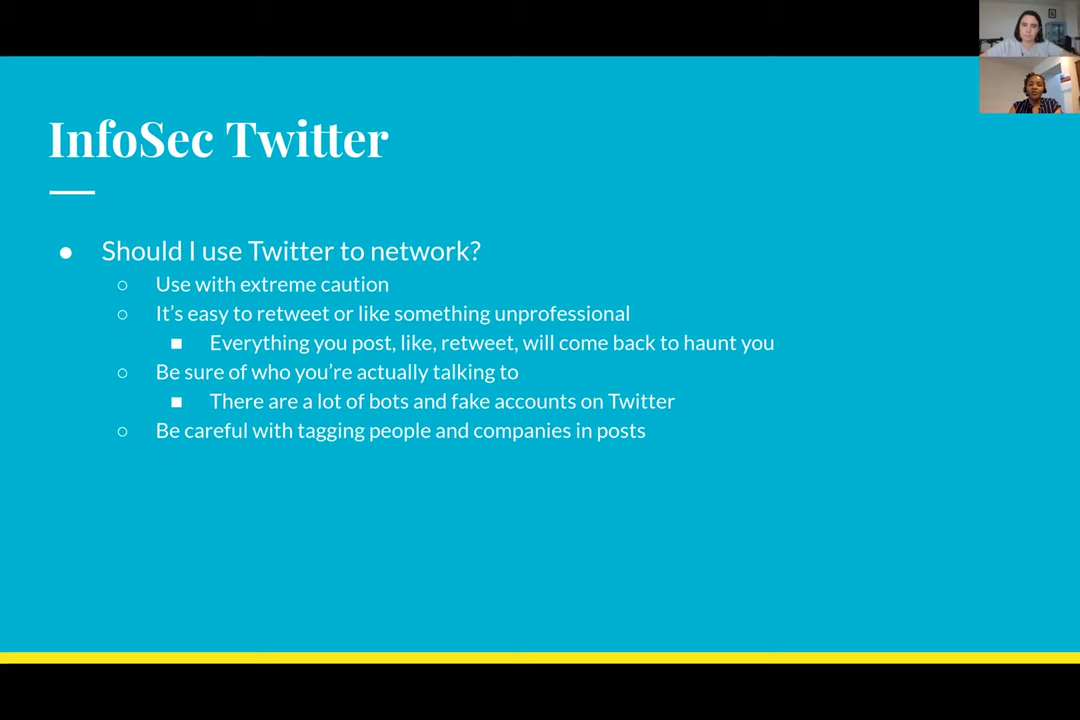 InfoSec Twitter
● Should I use Twitter to network?
○ Use with extreme caution
○ It’s easy to retweet or like something unprofessional
■ Everything you post, like, retweet, will come back to haunt you
○ Be sure of who you’re actually talking to
■ There are a lot of bots and fake accounts on Twitter
○ Be careful with tagging people and companies in posts